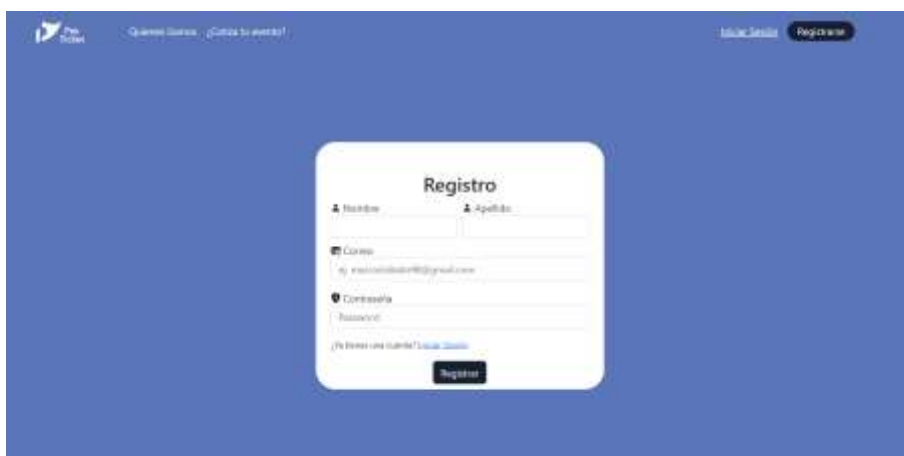 Pro
Ticket
Quienes Somos ¿Cotiza tu evento!
Iniciar Sesión Registrarse
Registro
Nombre Apellido
Correo
Contraseña
Password
¿Ya tienes una cuenta? Iniciar Sesión
Registrar